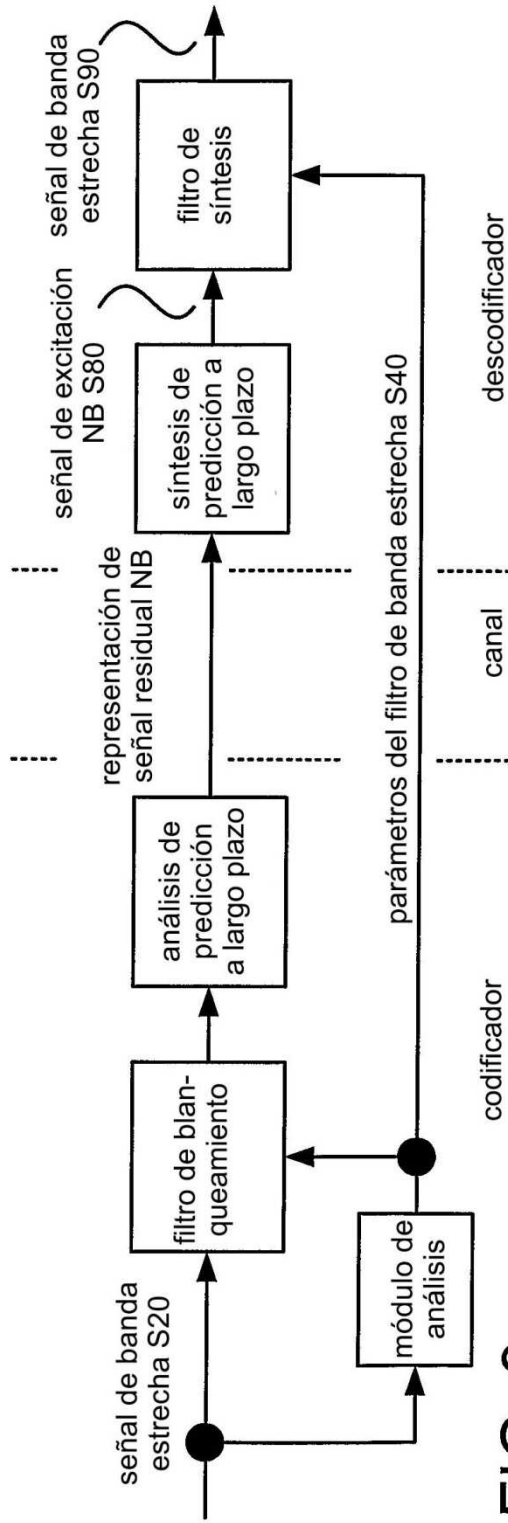 señal de banda
estrecha S20
filtro de blan-
queamiento
análisis de
predicción
a largo plazo
representación de
señal residual NB
síntesis de
predicción a
largo plazo
señal de excitación
NB S80
filtro de
síntesis
señal de banda
estrecha S90
módulo de
análisis
parámetros del filtro de banda estrecha S40
codificador
canal
descodificador
FIG.